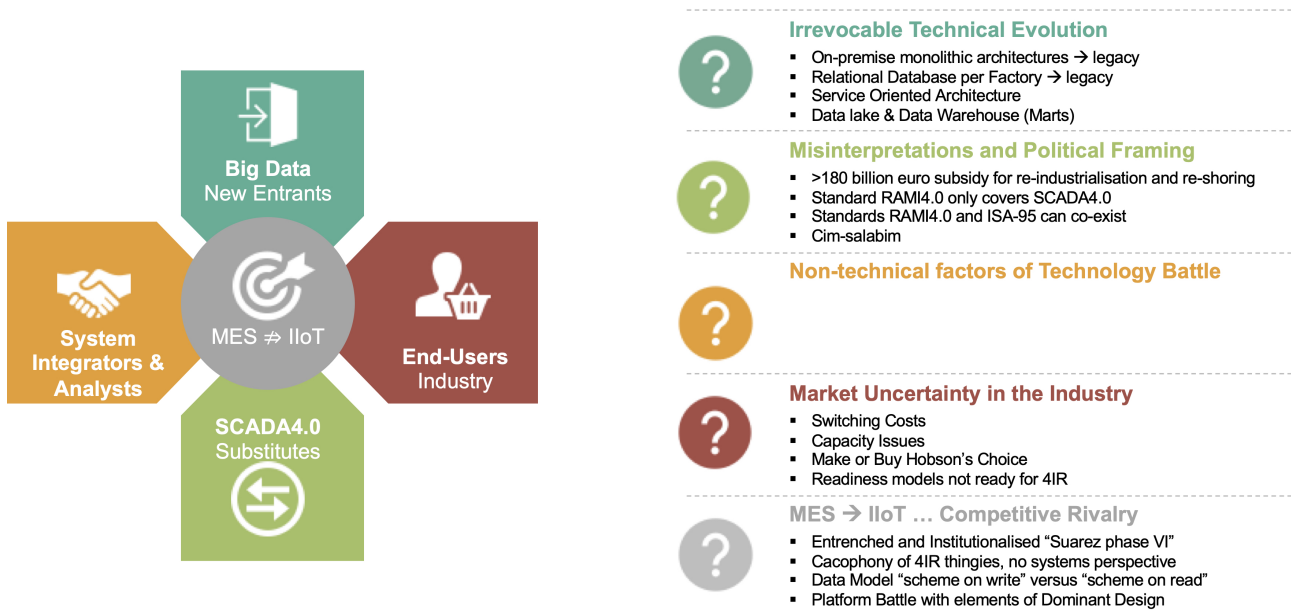 Big Data
New Entrants
System
Integrators &
Analysts
MES ⇏ IIoT
End-Users
Industry
SCADA4.0
Substitutes
Irrevocable Technical Evolution
▪ On-premise monolithic architectures → legacy
▪ Relational Database per Factory → legacy
▪ Service Oriented Architecture
▪ Data lake & Data Warehouse (Marts)
Misinterpretations and Political Framing
▪ >180 billion euro subsidy for re-industrialisation and re-shoring
▪ Standard RAMI4.0 only covers SCADA4.0
▪ Standards RAMI4.0 and ISA-95 can co-exist
▪ Cim-salabim
Non-technical factors of Technology Battle
Market Uncertainty in the Industry
▪ Switching Costs
▪ Capacity Issues
▪ Make or Buy Hobson's Choice
▪ Readiness models not ready for 4IR
MES → IIoT ... Competitive Rivalry
▪ Entrenched and Institutionalised “Suarez phase VI”
▪ Cacophony of 4IR thingies, no systems perspective
▪ Data Model “scheme on write” versus “scheme on read”
▪ Platform Battle with elements of Dominant Design